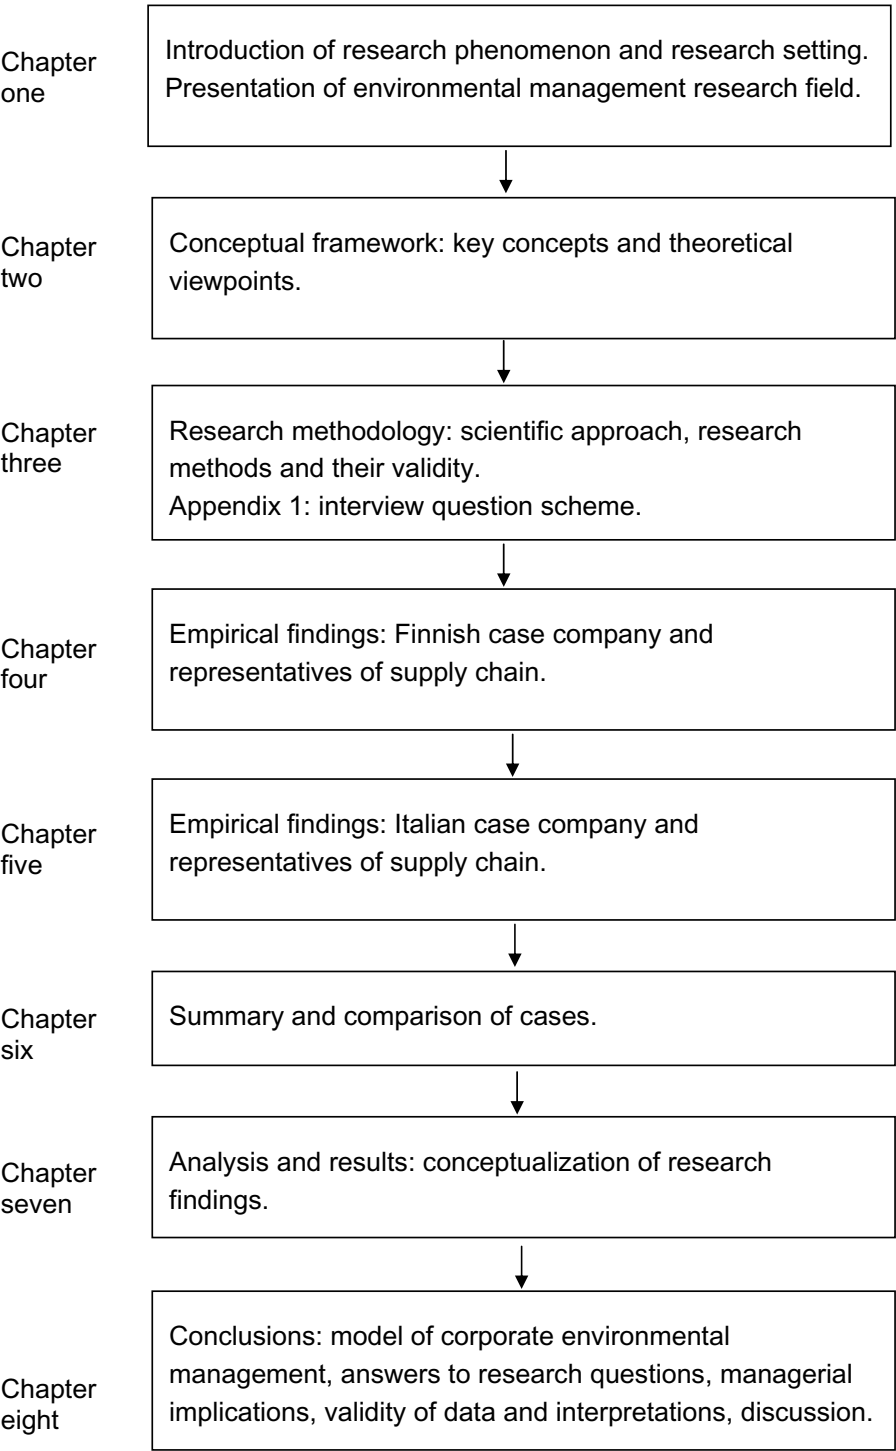 Chapter
one
Introduction of research phenomenon and research setting.
Presentation of environmental management research field.
Chapter
two
Conceptual framework: key concepts and theoretical
viewpoints.
Chapter
three
Research methodology: scientific approach, research
methods and their validity.
Appendix 1: interview question scheme.
Chapter
four
Empirical findings: Finnish case company and
representatives of supply chain.
Chapter
five
Empirical findings: Italian case company and
representatives of supply chain.
Chapter
six
Summary and comparison of cases.
Chapter
seven
Analysis and results: conceptualization of research
findings.
Chapter
eight
Conclusions: model of corporate environmental
management, answers to research questions, managerial
implications, validity of data and interpretations, discussion.